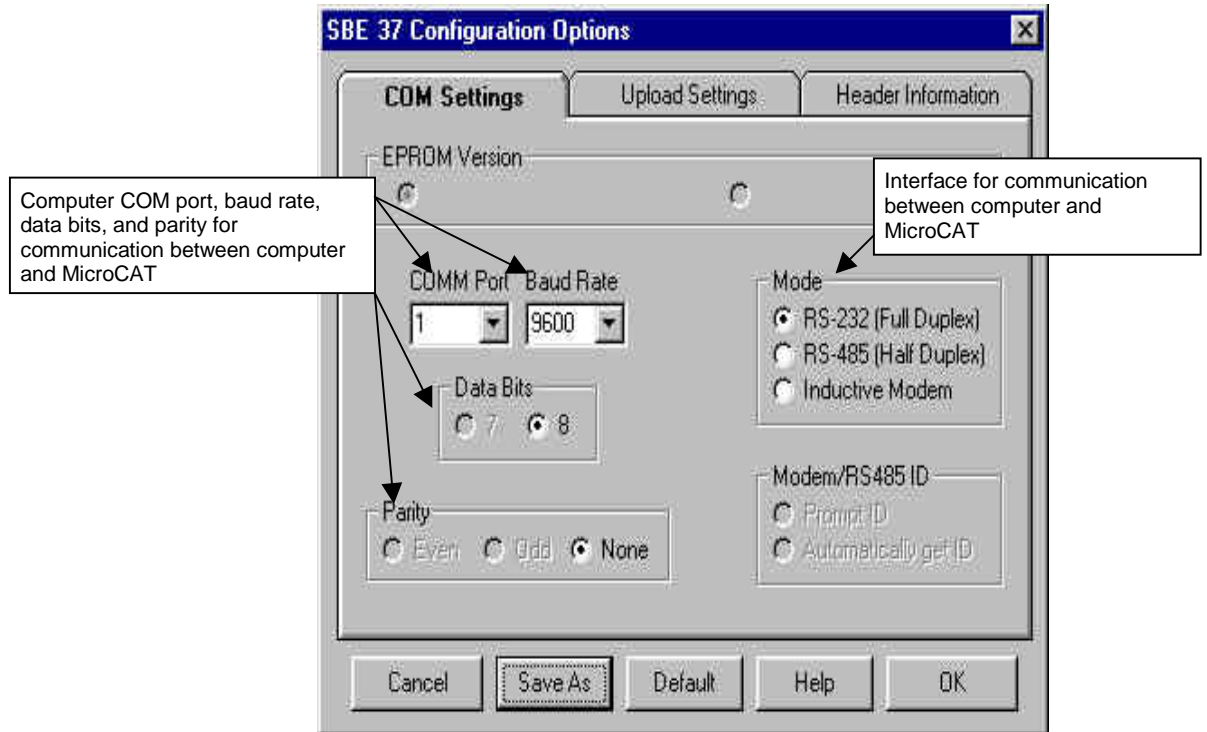 SBE 37 Configuration Options
COM Settings
Upload Settings
Header Information
EPROM Version
Computer COM port, baud rate,
data bits, and parity for
communication between computer
and MicroCAT
Interface for communication
between computer and
MicroCAT
COMM Port
Baud Rate
1
9600
Mode
RS-232 (Full Duplex)
RS-485 (Half Duplex)
Inductive Modem
Data Bits
7
8
Modem/RS485 ID
Prompt ID
Automatically get ID
Parity
Even
Odd
None
Cancel
Save As
Default
Help
OK